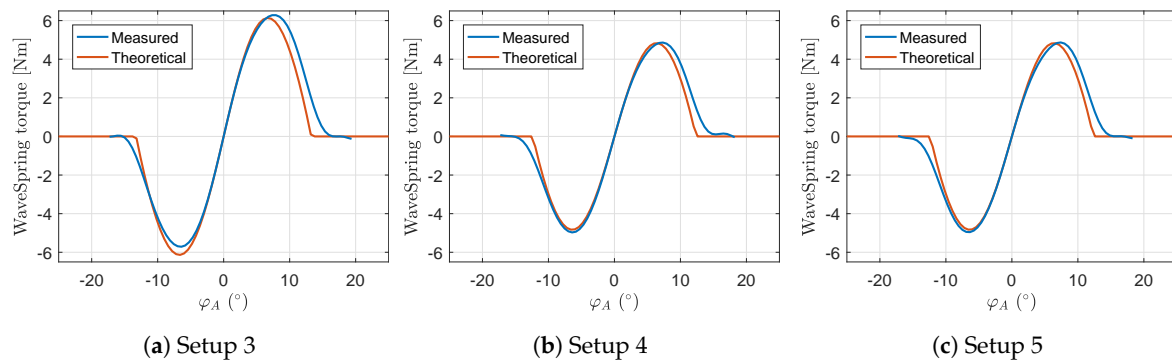 WaveSpring torque [Nm]
6
4
2
0
-2
-4
-6
Measured
Theoretical
-20 -10 0 10 20
φA (°)
(a) Setup 3
WaveSpring torque [Nm]
6
4
2
0
-2
-4
-6
Measured
Theoretical
-20 -10 0 10 20
φA (°)
(b) Setup 4
WaveSpring torque [Nm]
6
4
2
0
-2
-4
-6
Measured
Theoretical
-20 -10 0 10 20
φA (°)
(c) Setup 5